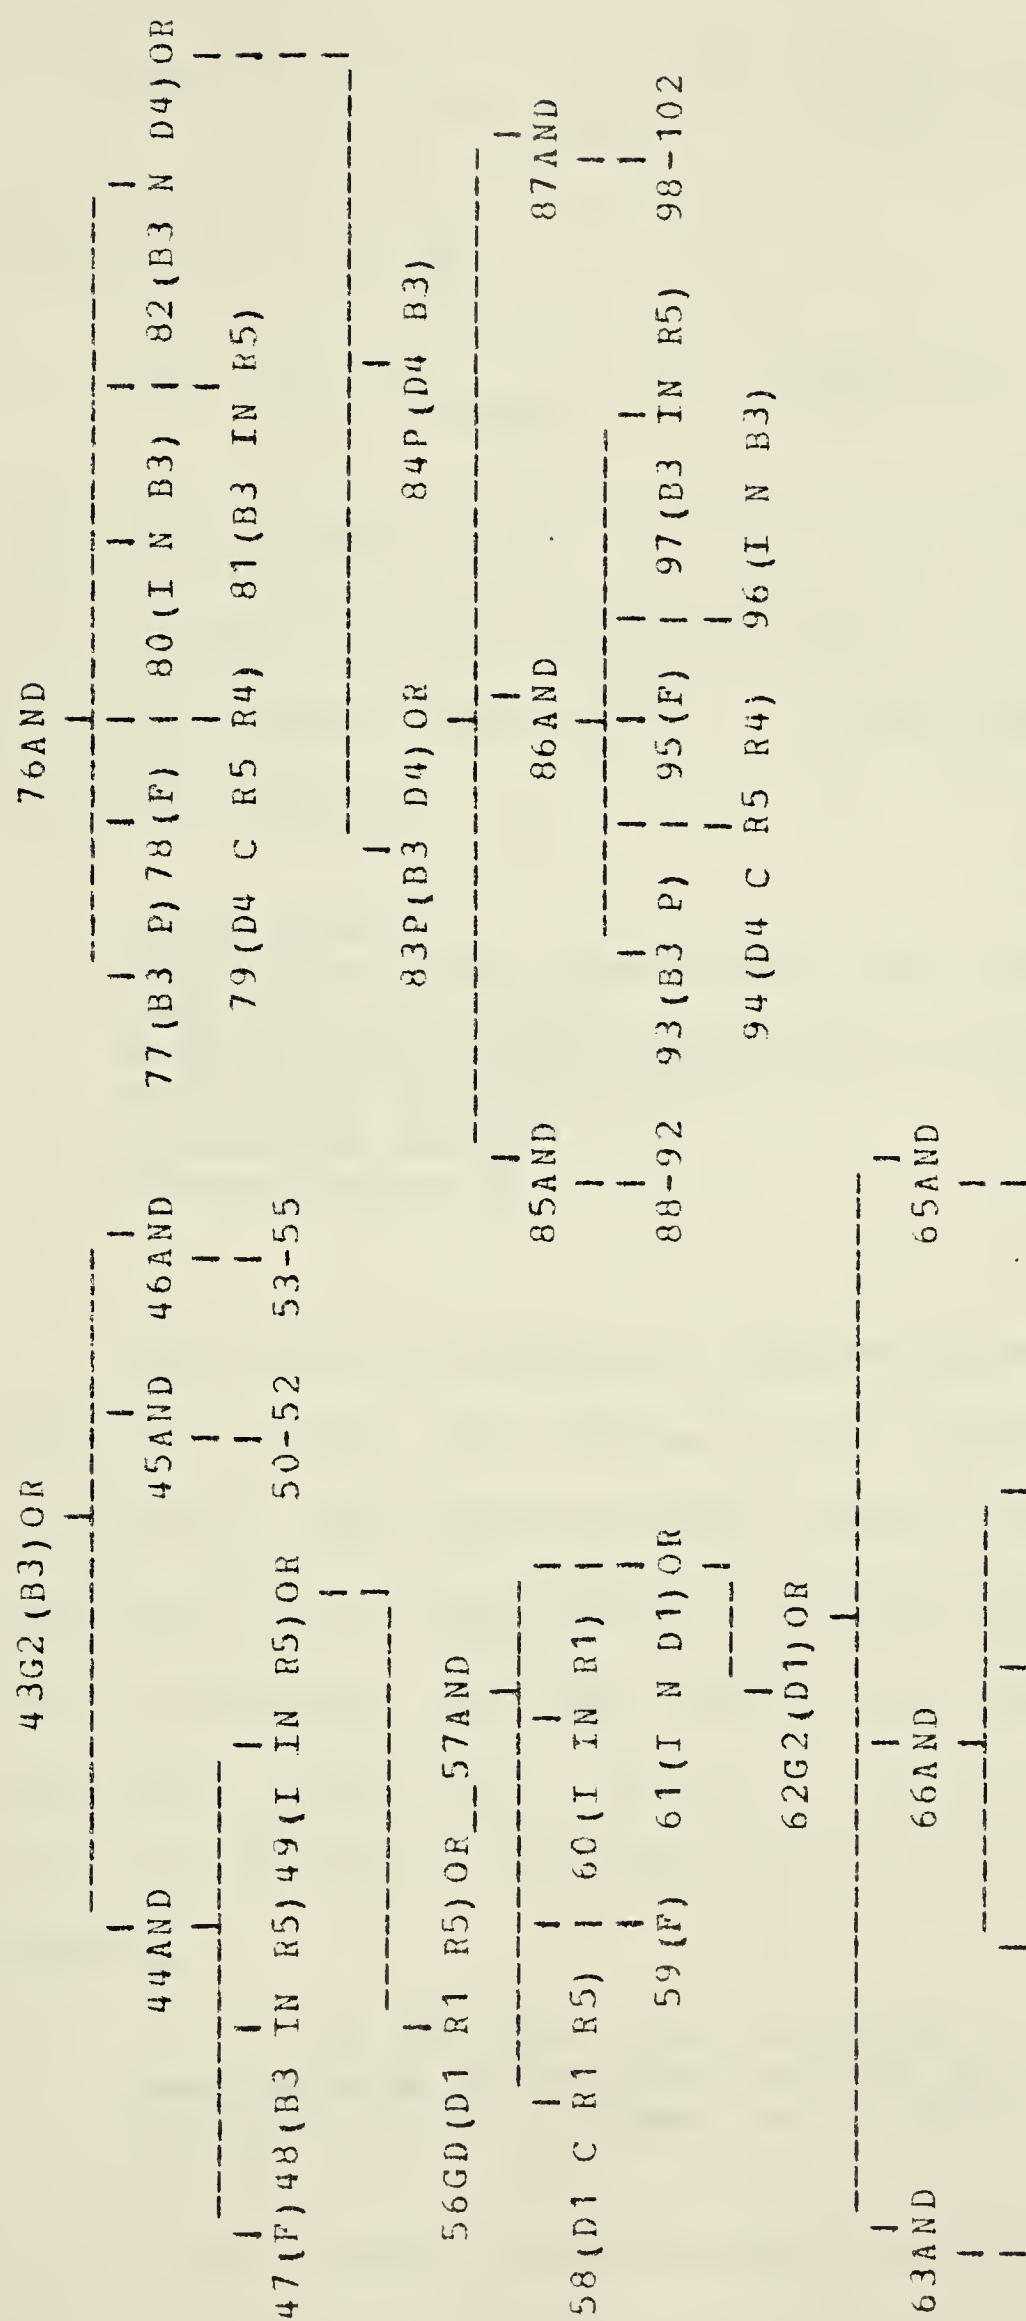 43G2(B3)OR 76AND
44AND 45AND 46AND 77(B3 P) 78(F) | 80(I N B3) | 82(B3 N D4)OR
79(D4 C R5 R4) 81(B3 IN R5)
47(F)48(B3 IN R5)49(I IN R5)OR 50-52 53-55
83P(B3 D4)OR 84P(D4 B3)
56GD(D1 R1 R5)OR__57AND
85AND 86AND 87AND
58(D1 C R1 R5) | 60(I IN R1) |
59(F) 61(I N D1)OR 88-92 93(B3 P) | 95(F) | 97(B3 IN R5) 98-102
94(D4 C R5 R4) 96(I N B3)
62G2(D1)OR
63AND 66AND 65AND